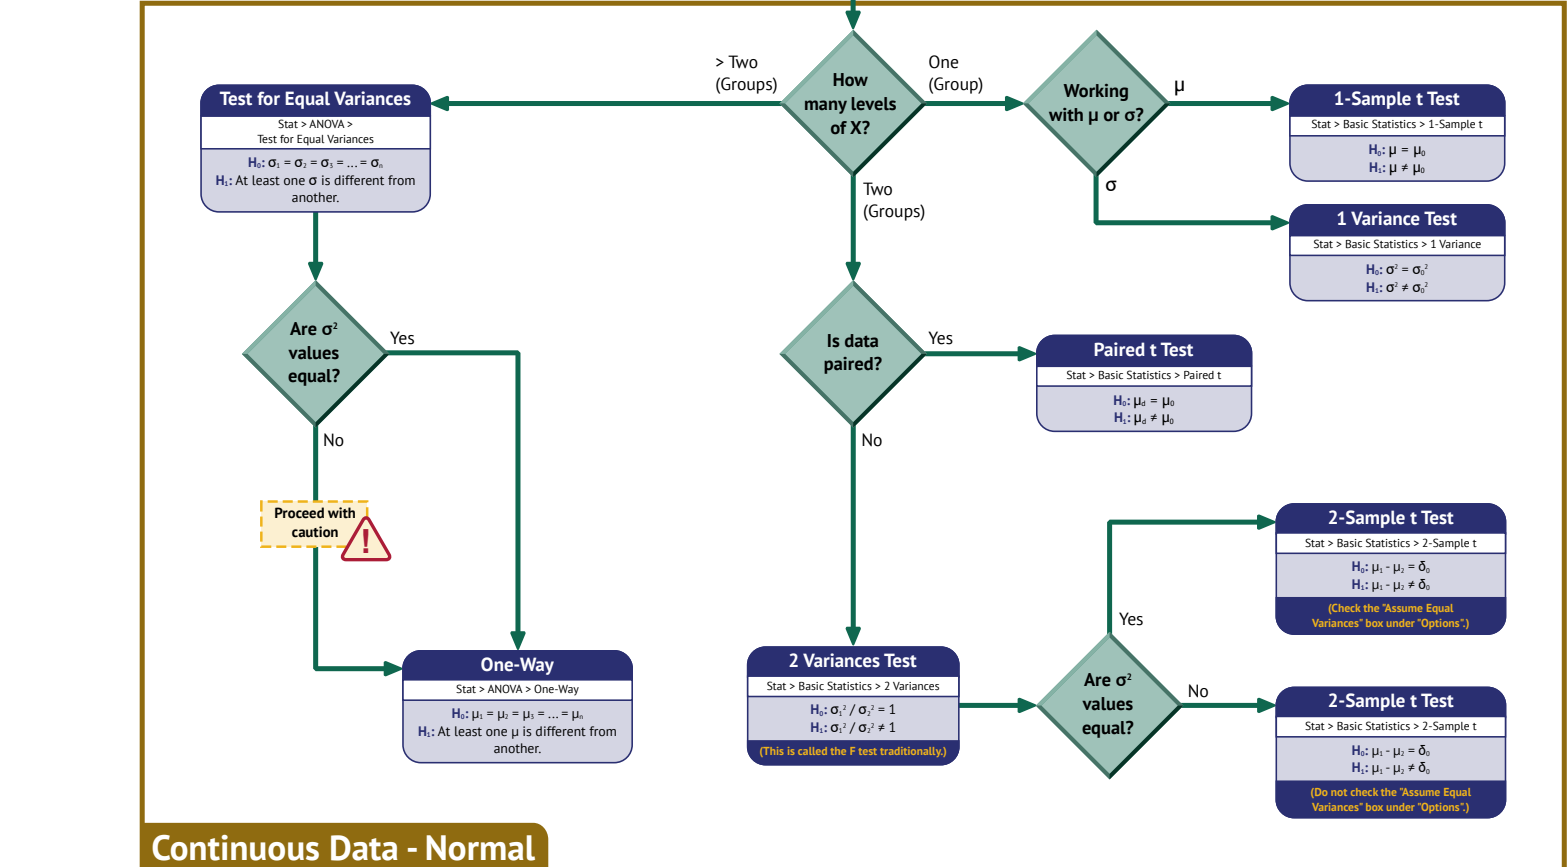 > Two
(Groups)
How
many levels
of X?
One
(Group)
Working
with μ or σ?
μ
σ
Two
(Groups)
Test for Equal Variances
Stat > ANOVA >
Test for Equal Variances
H₀: σ₁ = σ₂ = σ₃ = ... = σₙ
H₁: At least one σ is different from
another.
1-Sample t Test
Stat > Basic Statistics > 1-Sample t
H₀: μ = μ₀
H₁: μ ≠ μ₀
1 Variance Test
Stat > Basic Statistics > 1 Variance
H₀: σ² = σ₀²
H₁: σ² ≠ σ₀²
Are σ²
values
equal?
Yes
No
Proceed with
caution
!
One-Way
Stat > ANOVA > One-Way
H₀: μ₁ = μ₂ = μ₃ = ... = μₙ
H₁: At least one μ is different from
another.
Is data
paired?
Yes
No
Paired t Test
Stat > Basic Statistics > Paired t
H₀: μd = μ₀
H₁: μd ≠ μ₀
2 Variances Test
Stat > Basic Statistics > 2 Variances
H₀: σ₁² / σ₂² = 1
H₁: σ₁² / σ₂² ≠ 1
(This is called the F test traditionally.)
Are σ²
values
equal?
Yes
No
2-Sample t Test
Stat > Basic Statistics > 2-Sample t
H₀: μ₁ - μ₂ = δ₀
H₁: μ₁ - μ₂ ≠ δ₀
(Check the "Assume Equal
Variances" box under "Options".)
2-Sample t Test
Stat > Basic Statistics > 2-Sample t
H₀: μ₁ - μ₂ = δ₀
H₁: μ₁ - μ₂ ≠ δ₀
(Do not check the "Assume Equal
Variances" box under "Options".)
Continuous Data - Normal